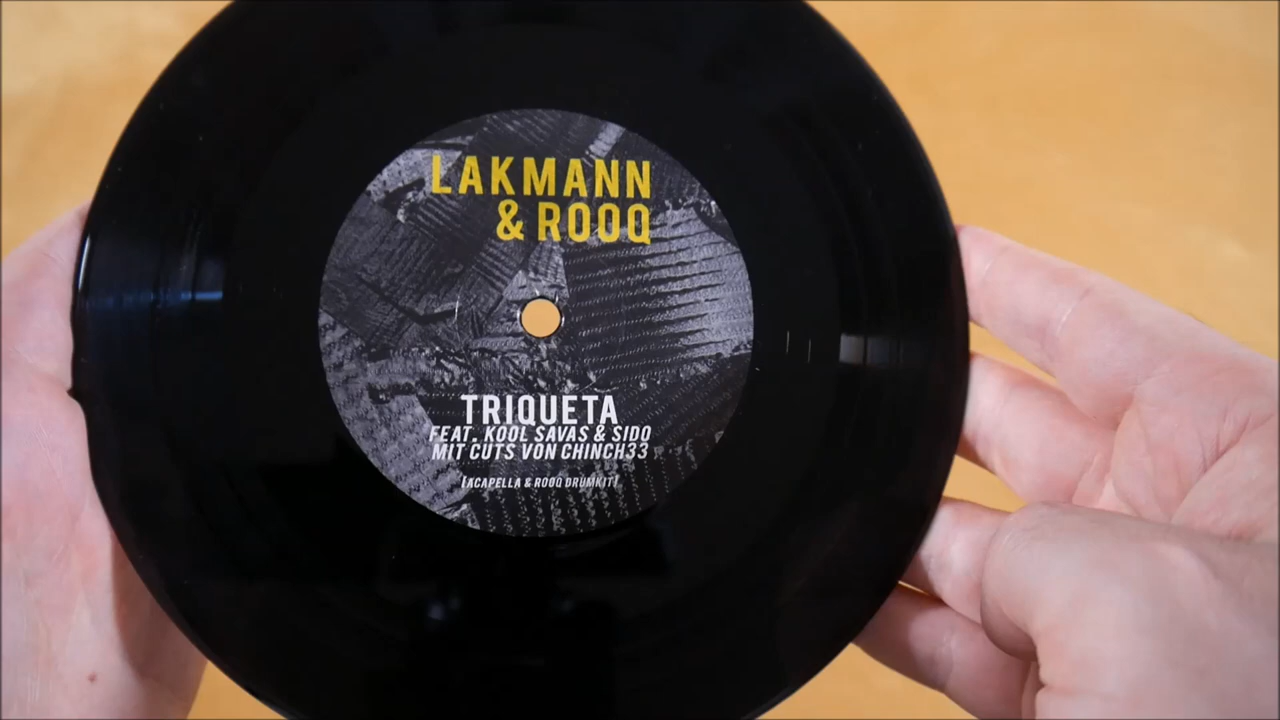 LAKMANN
& ROOQ
TRIQUETA
FEAT. KOOL SAVAS & SIDO
MIT CUTS VON CHINCH33
[ACAPELLA & ROOQ DRUMKIT]